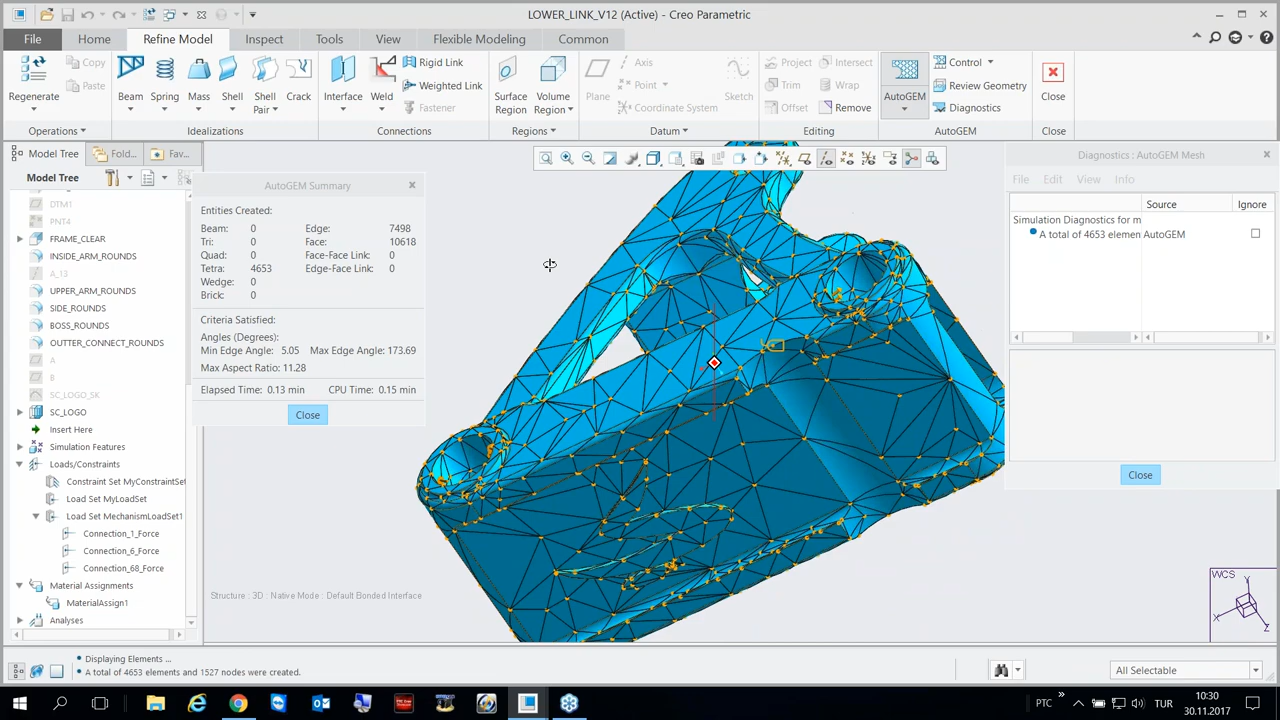 LOWER_LINK_V12 (Active) - Creo Parametric
File Home Refine Model Inspect Tools View Flexible Modeling Common
Regenerate
Copy
Paste
Operations
Beam Spring Mass Shell Shell Pair Crack
Idealizations
Interface Weld
Rigid Link
Weighted Link
Fastener
Connections
Surface Region Volume Region
Regions
Plane
Axis
Point
Coordinate System
Sketch
Datum
Project Intersect
Trim Wrap
Offset Remove
Editing
AutoGEM
Control
Review Geometry
Diagnostics
AutoGEM
Close
Close
Model Tree Fold... Fav...
Model Tree
DTM1
PNT4
FRAME_CLEAR
INSIDE_ARM_ROUNDS
A_13
UPPER_ARM_ROUNDS
SIDE_ROUNDS
BOSS_ROUNDS
OUTTER_CONNECT_ROUNDS
A
B
SC_LOGO_SK
SC_LOGO
Insert Here
Simulation Features
Loads/Constraints
Constraint Set MyConstraintSet
Load Set MyLoadSet
Load Set MechanismLoadSet1
Connection_1_Force
Connection_6_Force
Connection_68_Force
Material Assignments
MaterialAssign1
Analyses
AutoGEM Summary
Entities Created:
Beam: 0 Edge: 7498
Tri: 0 Face: 10618
Quad: 0 Face-Face Link: 0
Tetra: 4653 Edge-Face Link: 0
Wedge: 0
Brick: 0
Criteria Satisfied:
Angles (Degrees):
Min Edge Angle: 5.05 Max Edge Angle: 173.69
Max Aspect Ratio: 11.28
Elapsed Time: 0.13 min CPU Time: 0.15 min
Close
Diagnostics : AutoGEM Mesh
File Edit View Info
Source Ignore
Simulation Diagnostics for m
A total of 4653 elemen AutoGEM
Close
Structure : 3D : Native Mode : Default Bonded Interface
WCS
X
Y
Z
Displaying Elements ...
A total of 4653 elements and 1527 nodes were created.
All Selectable
PTC TUR
10:30
30.11.2017